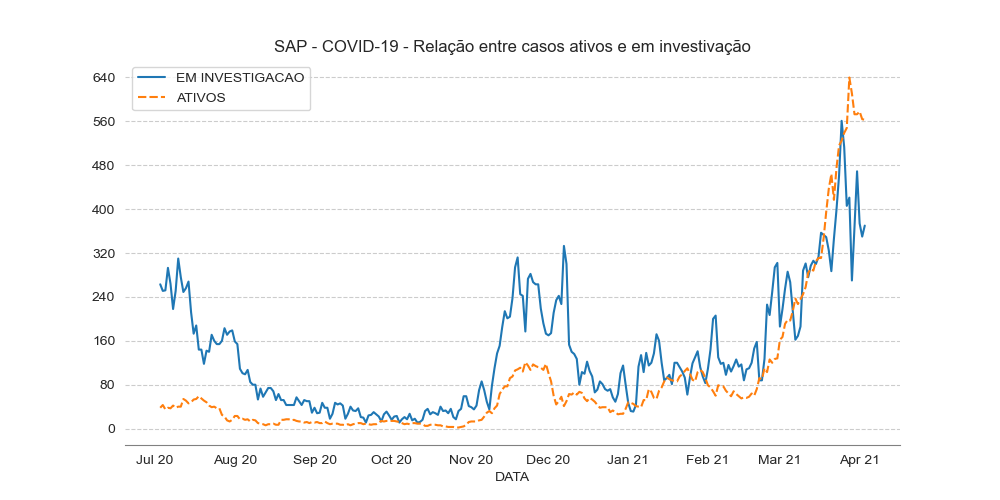 SAP - COVID-19 - Relação entre casos ativos e em investivação
EM INVESTIGACAO
ATIVOS
640
560
480
400
320
240
160
80
0
Jul 20 Aug 20 Sep 20 Oct 20 Nov 20 Dec 20 Jan 21 Feb 21 Mar 21 Apr 21
DATA